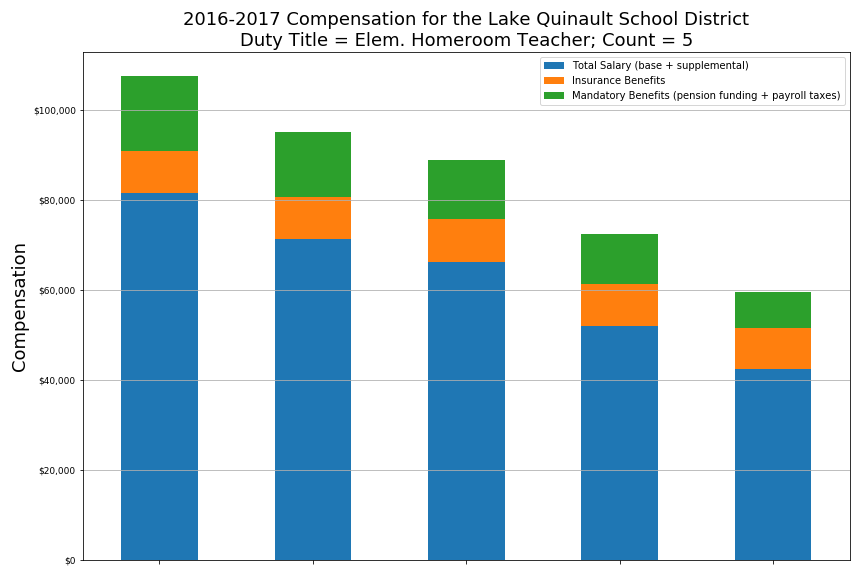 2016-2017 Compensation for the Lake Quinault School District
Duty Title = Elem. Homeroom Teacher; Count = 5
Total Salary (base + supplemental)
Insurance Benefits
Mandatory Benefits (pension funding + payroll taxes)
Compensation
$100,000
$80,000
$60,000
$40,000
$20,000
$0